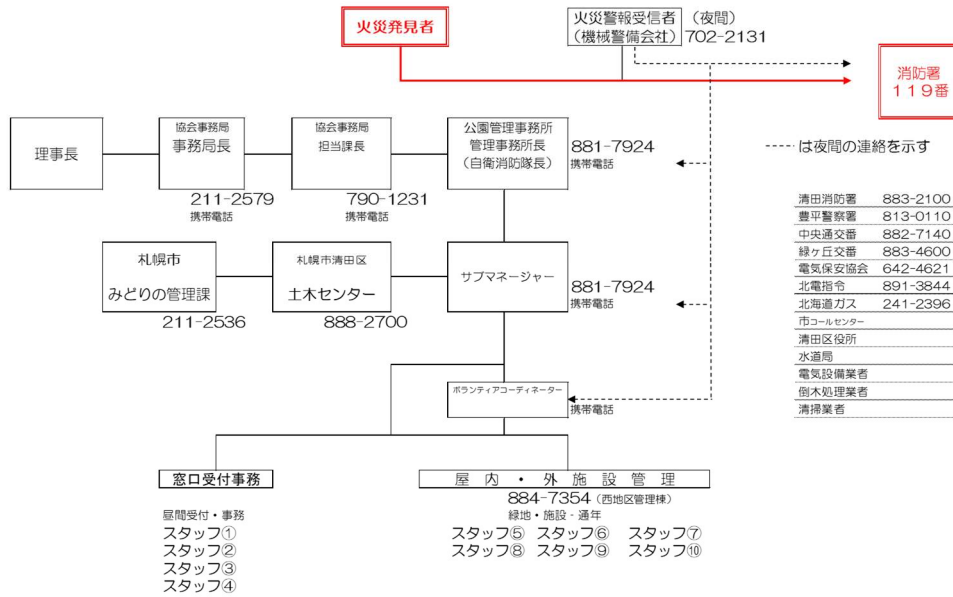 火災発見者
火災警報受信者　（夜間）
（機械警備会社） 702-2131
消防署
１１９番
理事長
協会事務局
事務局長
211-2579
携帯電話
協会事務局
担当課長
790-1231
携帯電話
公園管理事務所
管理事務所長
（自衛消防隊長）
881-7924
携帯電話
----- は夜間の連絡を示す
札幌市
みどりの管理課
211-2536
札幌市清田区
土木センター
888-2700
サブマネージャー
881-7924
携帯電話
清田消防署 883-2100
豊平警察署 813-0110
中央通交番 882-7140
緑ヶ丘交番 883-4600
電気保安協会 642-4621
北電指令 891-3844
北海道ガス 241-2396
市コールセンター
清田区役所
水道局
電気設備業者
倒木処理業者
清掃業者
ボランティアコーディネーター
携帯電話
窓口受付事務
昼間受付・事務
スタッフ①
スタッフ②
スタッフ③
スタッフ④
屋　内　・　外　施　設　管　理
884-7354（西地区管理棟）
緑地・施設‐通年
スタッフ⑤　スタッフ⑥　スタッフ⑦
スタッフ⑧　スタッフ⑨　スタッフ⑩